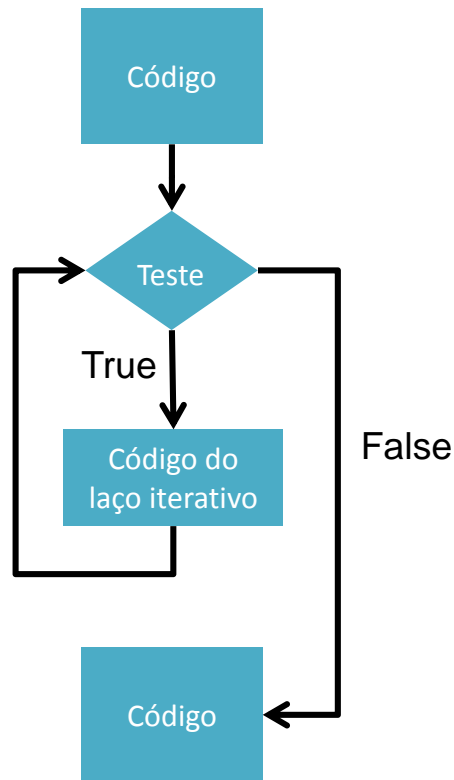 Código
Teste
True
False
Código do
laço iterativo
Código